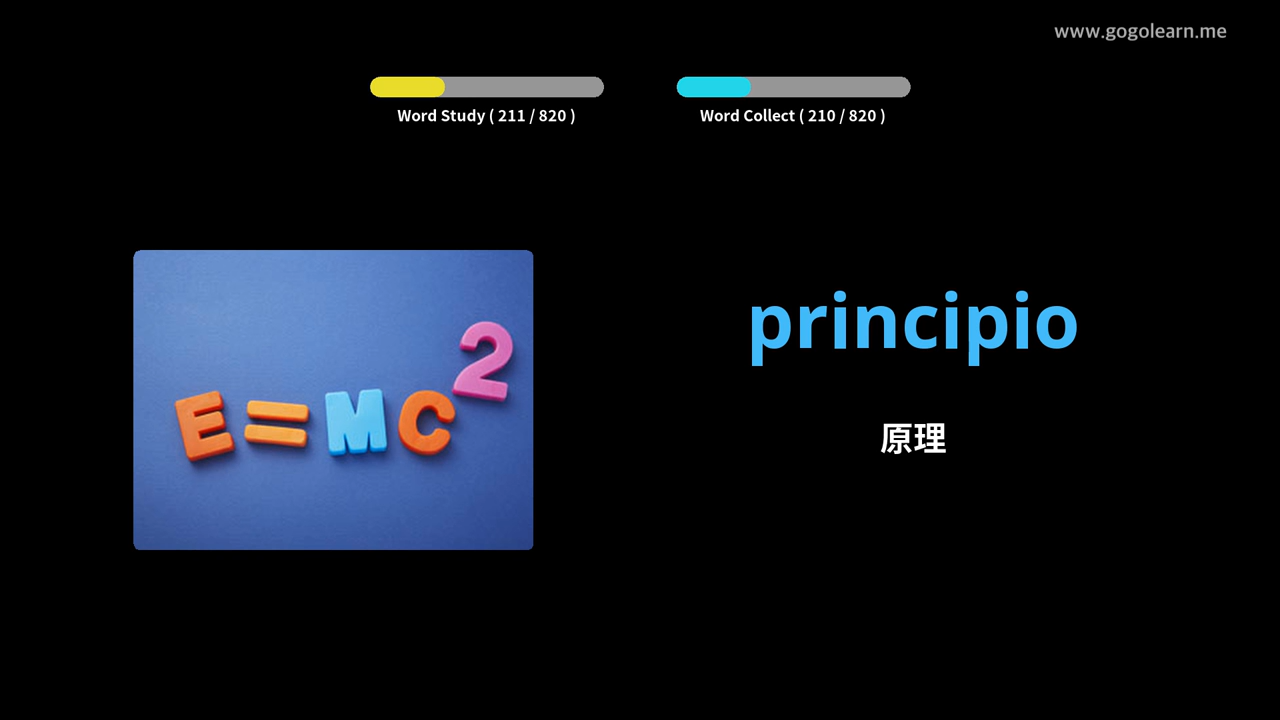 www.gogolearn.me
Word Study ( 211 / 820 )
Word Collect ( 210 / 820 )
E=MC²
principio
原理